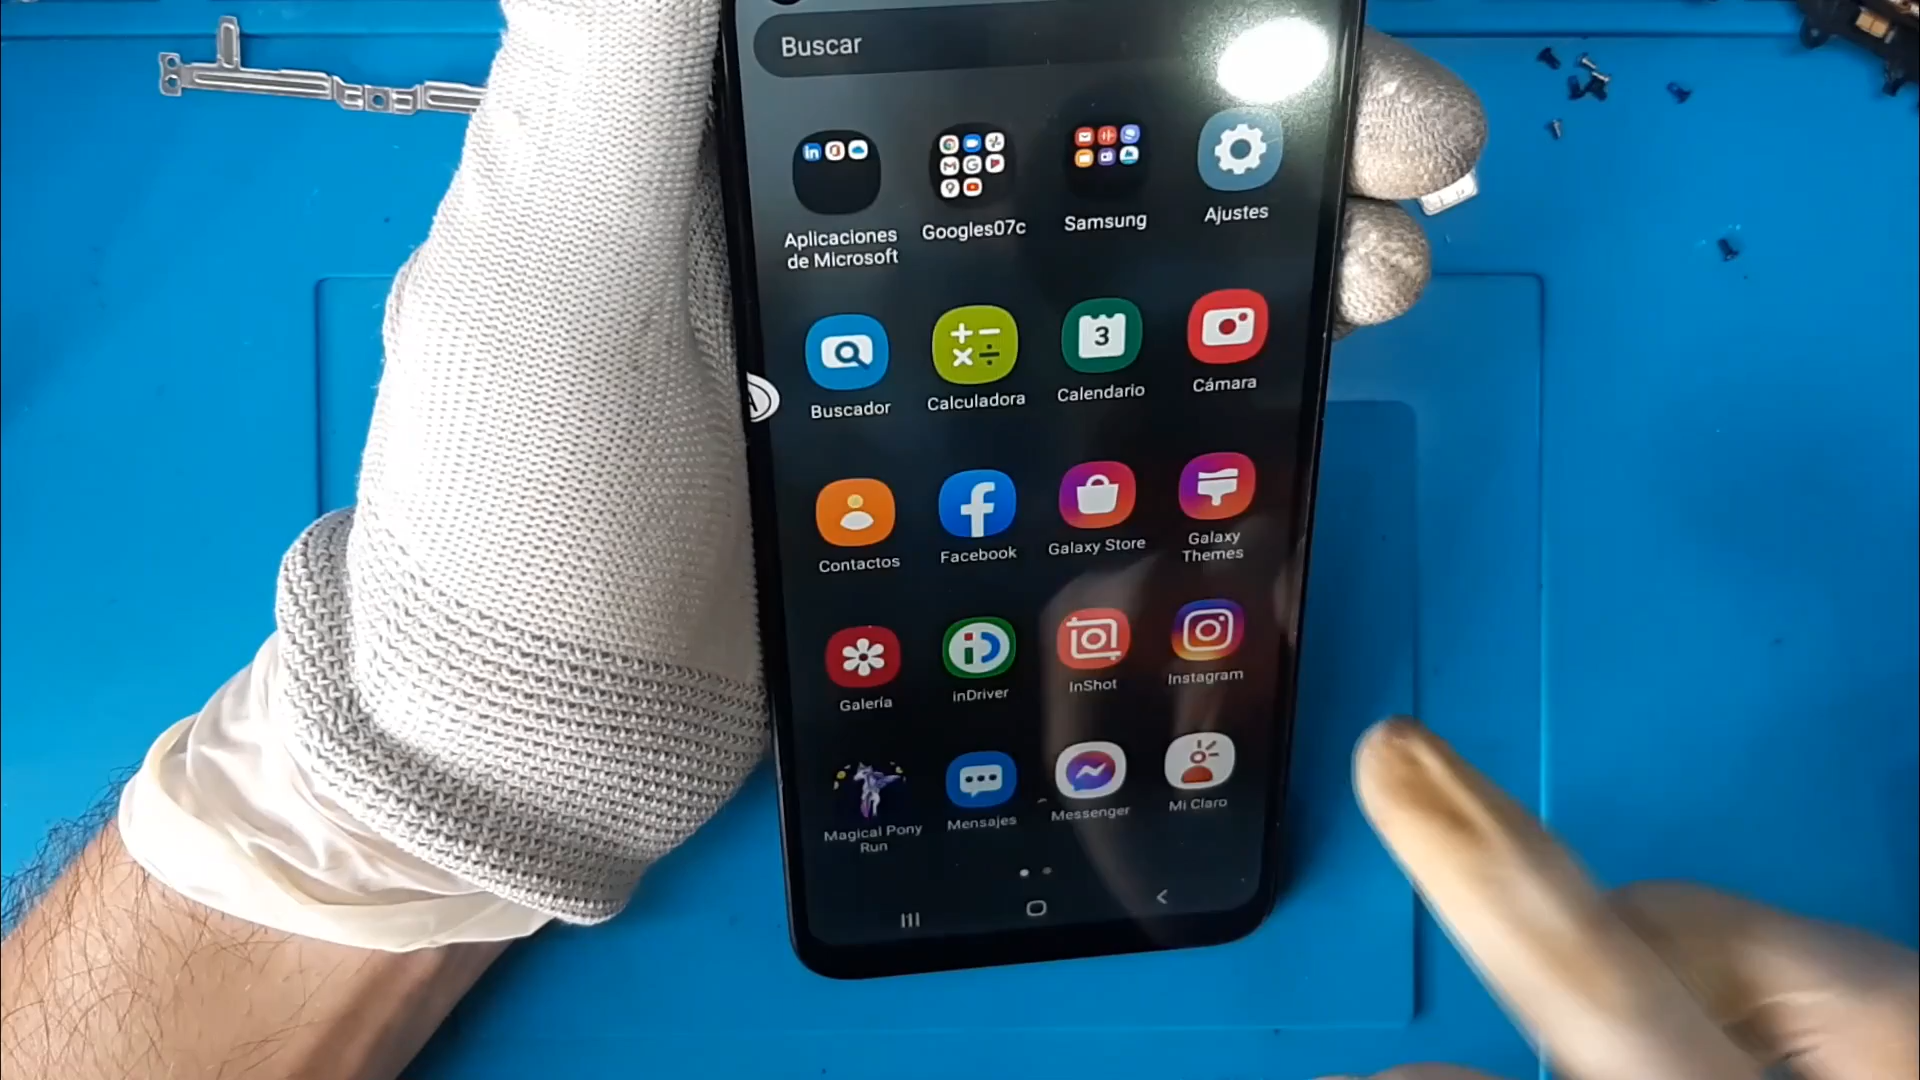 Buscar
Aplicaciones
de Microsoft
Googles07c
Samsung
Ajustes
Buscador
Calculadora
3
Calendario
Cámara
Contactos
Facebook
Galaxy Store
Galaxy
Themes
Galería
inDriver
InShot
Instagram
Magical Pony
Run
Mensajes
Messenger
Mi Claro